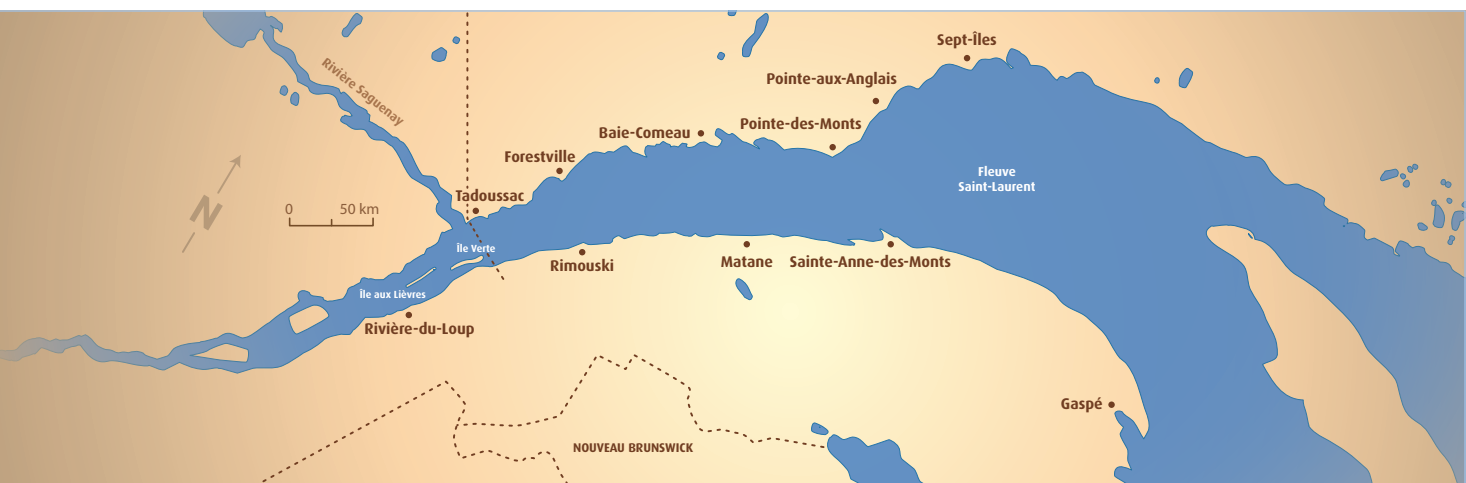 Sept-Îles
Pointe-aux-Anglais
Rivière Saguenay
Pointe-des-Monts
Baie-Comeau
Forestville
Fleuve
Saint-Laurent
Tadoussac
N
0 50 km
Île Verte
Rimouski
Matane
Sainte-Anne-des-Monts
Île aux Lièvres
Rivière-du-Loup
Gaspé
NOUVEAU BRUNSWICK